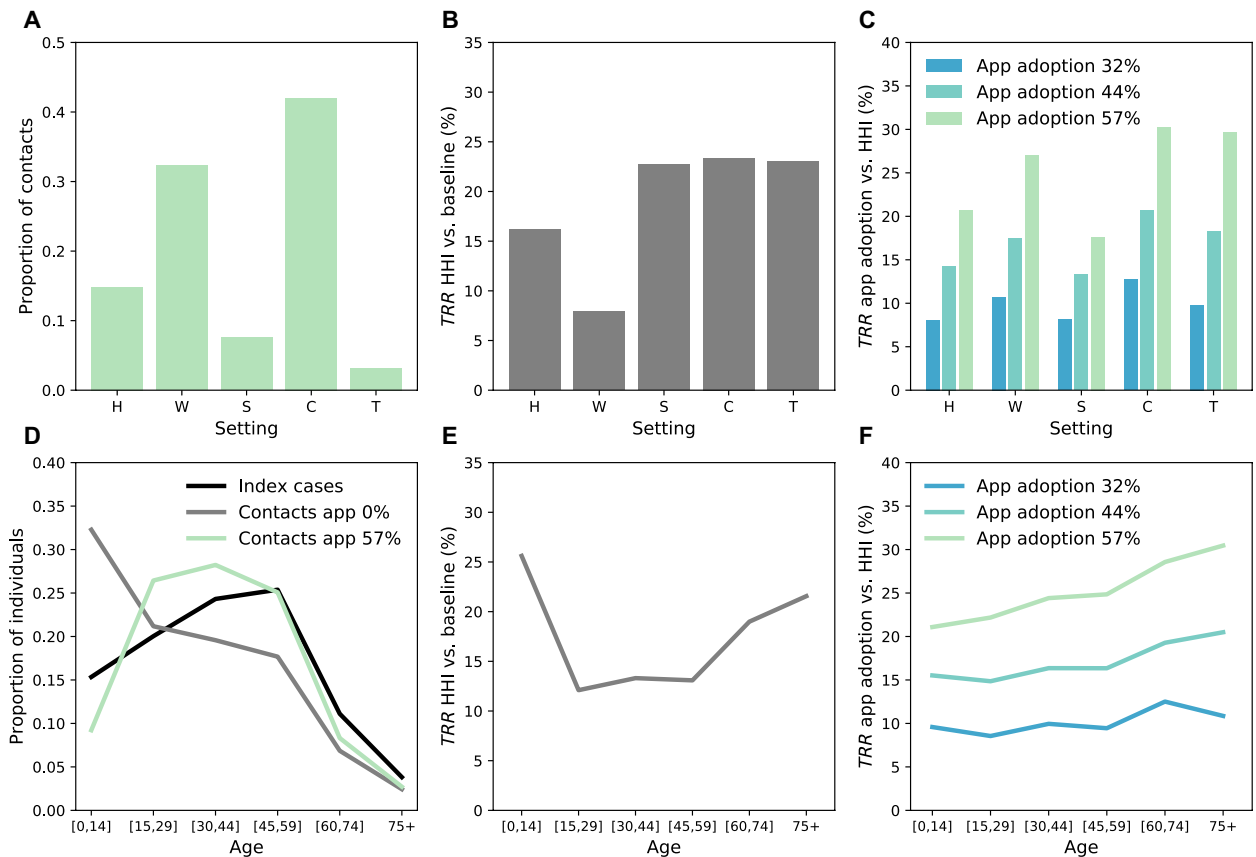 A
Proportion of contacts
0.5
0.4
0.3
0.2
0.1
0.0
H W S C T
Setting
B
TRR HHI vs. baseline (%)
35
30
25
20
15
10
5
0
H W S C T
Setting
C
TRR app adoption vs. HHI (%)
40
35
30
25
20
15
10
5
0
App adoption 32%
App adoption 44%
App adoption 57%
H W S C T
Setting
D
Proportion of individuals
0.40
0.35
0.30
0.25
0.20
0.15
0.10
0.05
0.00
Index cases
Contacts app 0%
Contacts app 57%
[0,14] [15,29] [30,44] [45,59] [60,74] 75+
Age
E
TRR HHI vs. baseline (%)
35
30
25
20
15
10
5
0
[0,14] [15,29] [30,44] [45,59] [60,74] 75+
Age
F
TRR app adoption vs. HHI (%)
40
35
30
25
20
15
10
5
0
App adoption 32%
App adoption 44%
App adoption 57%
[0,14] [15,29] [30,44] [45,59] [60,74] 75+
Age